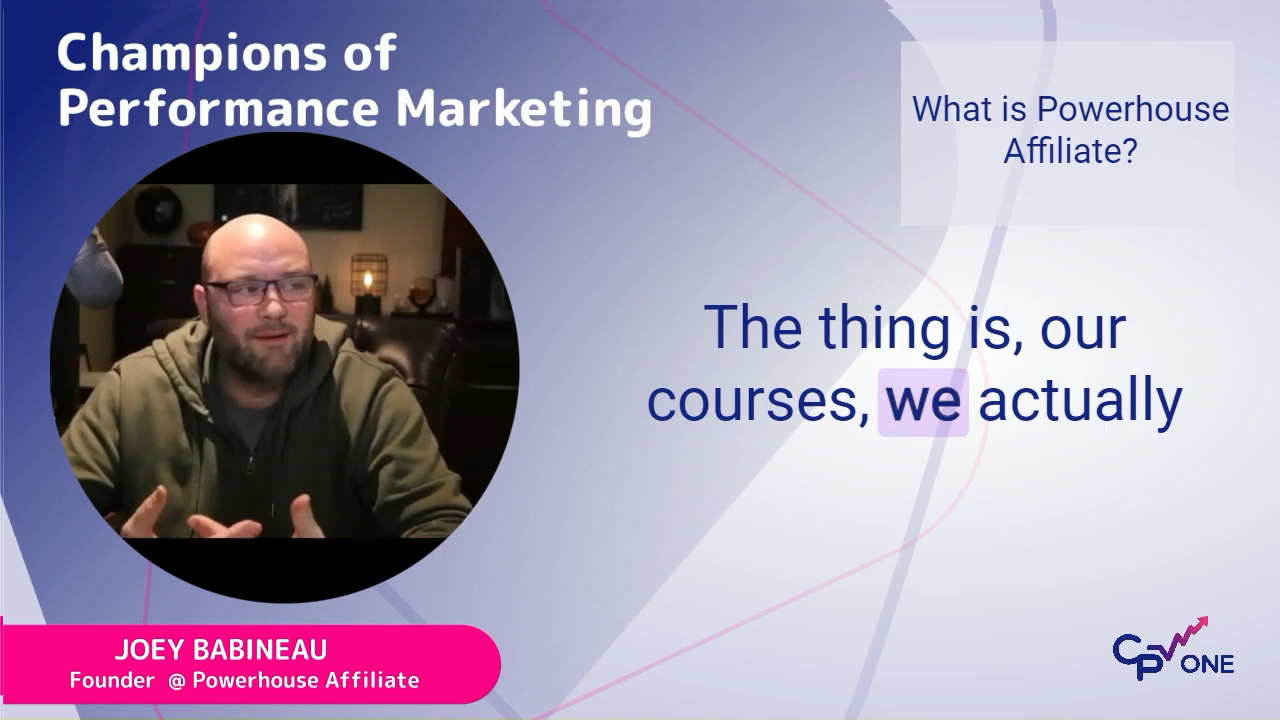 Champions of
Performance Marketing
What is Powerhouse
Affiliate?
The thing is, our
courses, we actually
JOEY BABINEAU
Founder @ Powerhouse Affiliate
CPV ONE